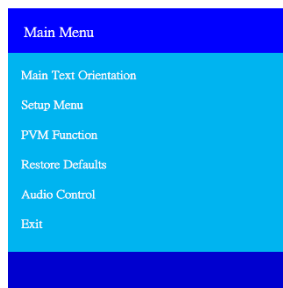 Main Menu
Main Text Orientation
Setup Menu
PVM Function
Restore Defaults
Audio Control
Exit